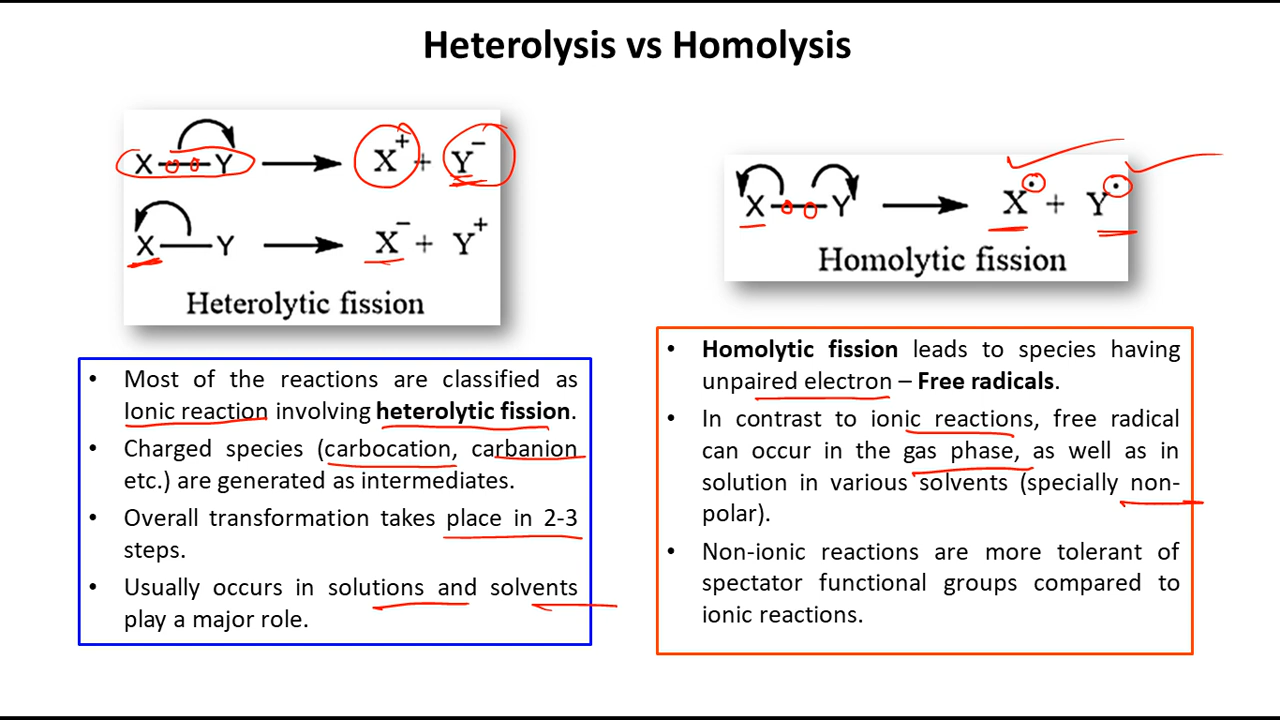 Heterolysis vs Homolysis
X—Y → X⁺ + Y⁻
X—Y → X⁻ + Y⁺
Heterolytic fission
• Most of the reactions are classified as
Ionic reaction involving heterolytic fission.
• Charged species (carbocation, carbanion
etc.) are generated as intermediates.
• Overall transformation takes place in 2-3
steps.
• Usually occurs in solutions and solvents
play a major role.
X—Y → X• + Y•
Homolytic fission
• Homolytic fission leads to species having
unpaired electron – Free radicals.
• In contrast to ionic reactions, free radical
can occur in the gas phase, as well as in
solution in various solvents (specially non-
polar).
• Non-ionic reactions are more tolerant of
spectator functional groups compared to
ionic reactions.